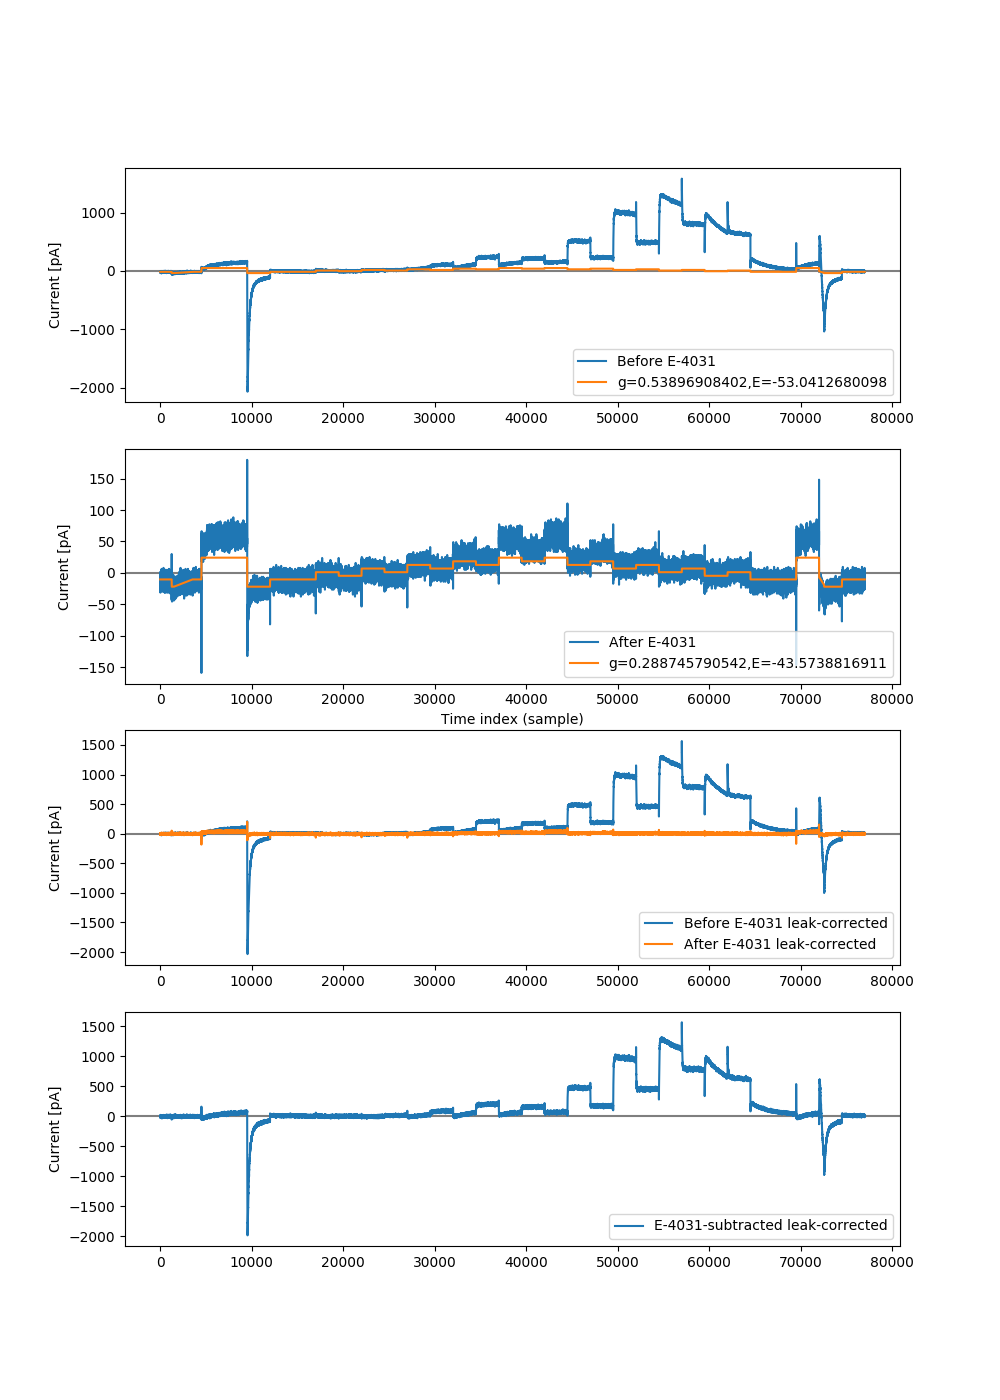 1000
0
−1000
−2000
Current [pA]
Before E-4031
g=0.53896908402,E=-53.0412680098
0 10000 20000 30000 40000 50000 60000 70000 80000
150
100
50
0
−50
−100
−150
Current [pA]
After E-4031
g=0.288745790542,E=-43.5738816911
0 10000 20000 30000 40000 50000 60000 70000 80000
Time index (sample)
1500
1000
500
0
−500
−1000
−1500
−2000
Current [pA]
Before E-4031 leak-corrected
After E-4031 leak-corrected
0 10000 20000 30000 40000 50000 60000 70000 80000
1500
1000
500
0
−500
−1000
−1500
−2000
Current [pA]
E-4031-subtracted leak-corrected
0 10000 20000 30000 40000 50000 60000 70000 80000